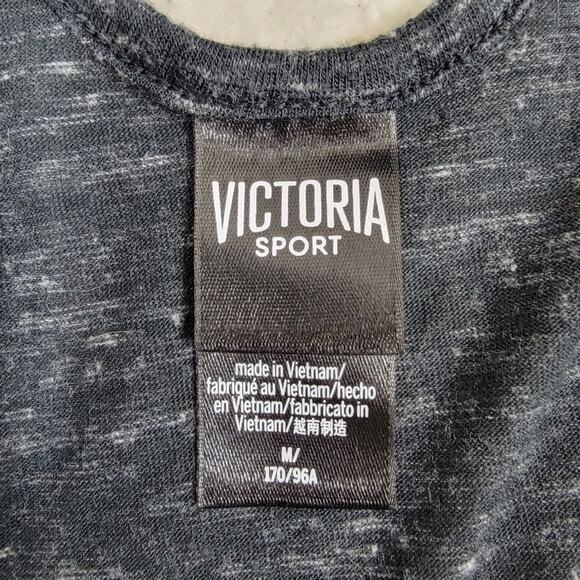 VICTORIA
SPORT
made in Vietnam/
fabriqué au Vietnam/hecho
en Vietnam/fabbricato in
Vietnam/越南制造
M/
170/96A